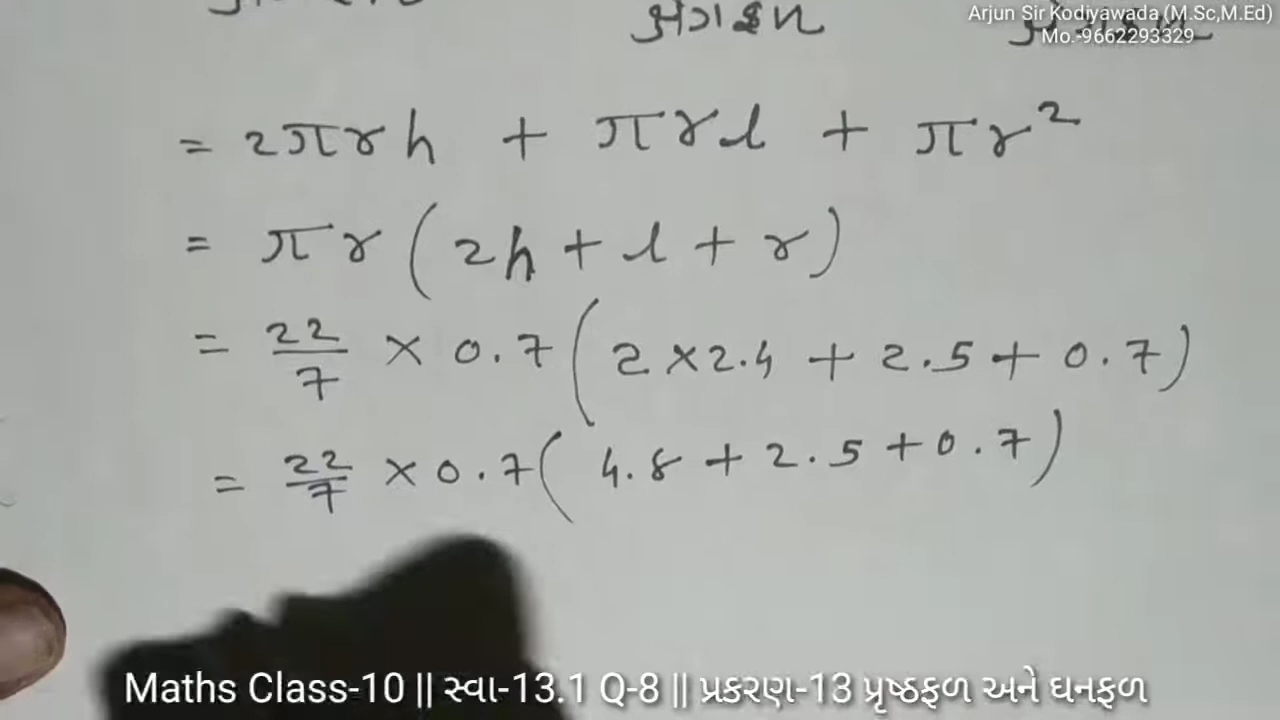 Arjun Sir Kodiyawada (M.Sc,M.Ed)
Mo.-9662293329
= 2πrh + πrl + πr²
= πr(2h + l + r)
= 22/7 × 0.7(2×2.4 + 2.5 + 0.7)
= 22/7 × 0.7(4.8 + 2.5 + 0.7)
Maths Class-10 || સ્વા-13.1 Q-8 || પ્રકરણ-13 પૃષ્ઠફળ અને ઘનફળ